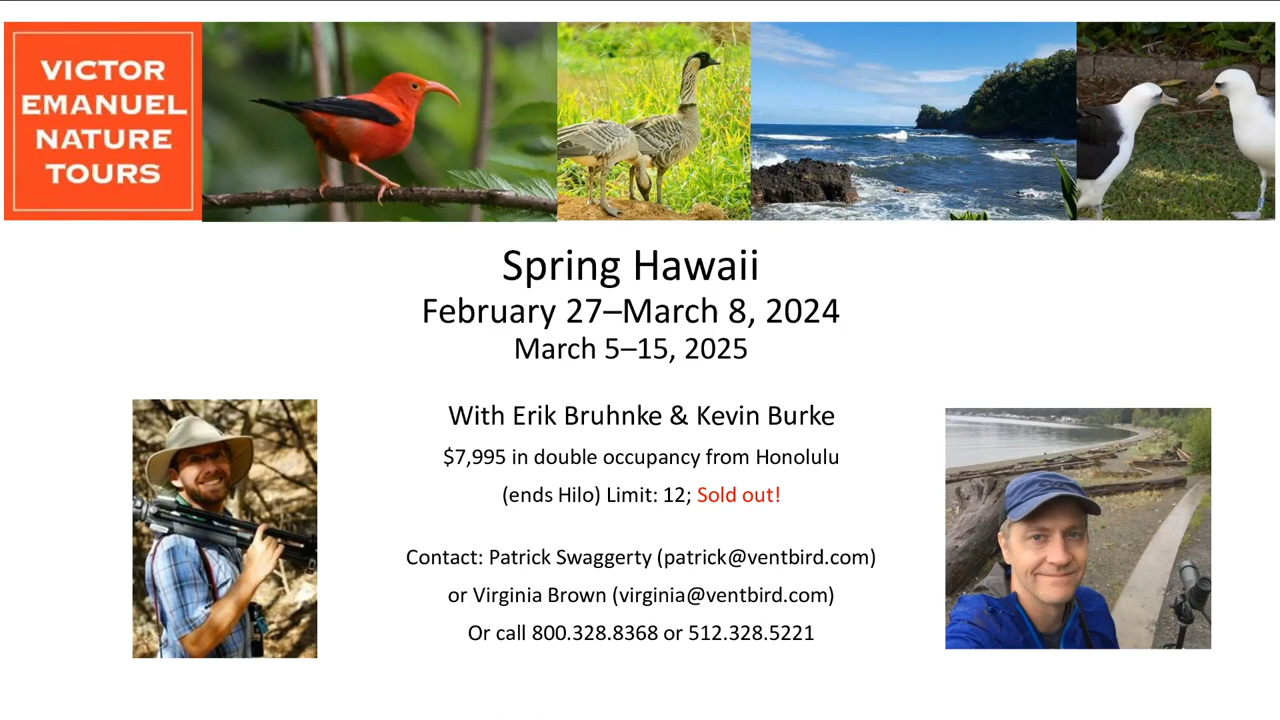 VICTOR
EMANUEL
NATURE
TOURS
Spring Hawaii
February 27–March 8, 2024
March 5–15, 2025
With Erik Bruhnke & Kevin Burke
$7,995 in double occupancy from Honolulu
(ends Hilo) Limit: 12; Sold out!
Contact: Patrick Swaggerty (patrick@ventbird.com)
or Virginia Brown (virginia@ventbird.com)
Or call 800.328.8368 or 512.328.5221